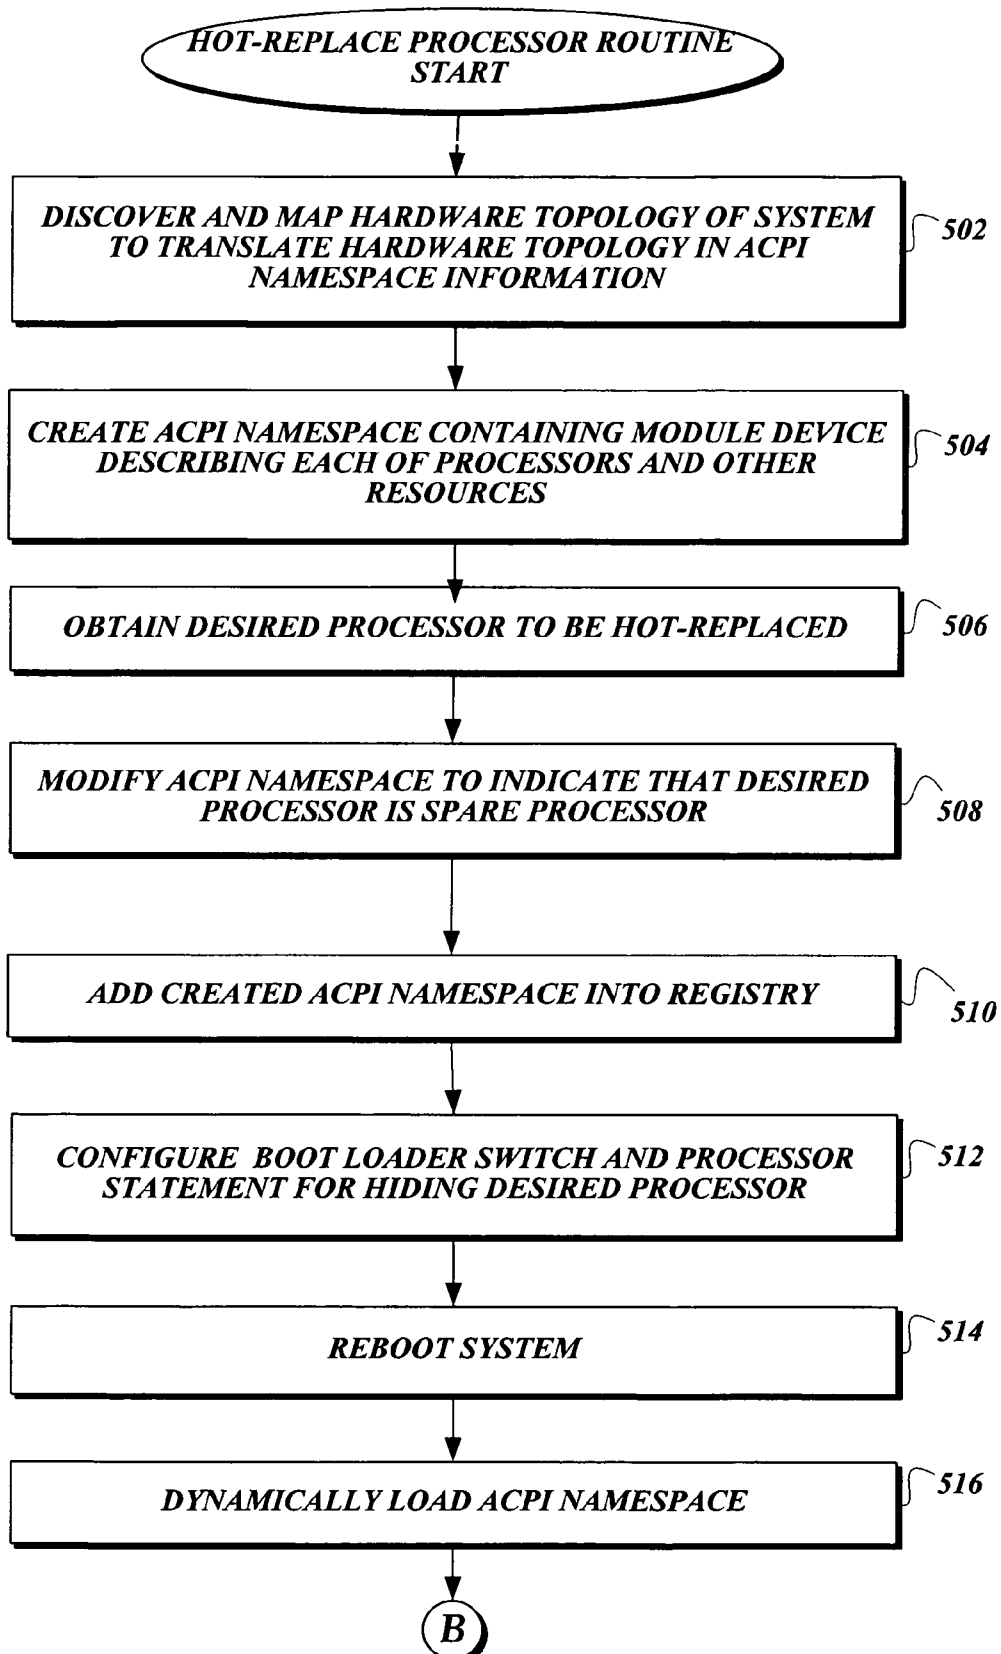 HOT-REPLACE PROCESSOR ROUTINE
START
DISCOVER AND MAP HARDWARE TOPOLOGY OF SYSTEM
TO TRANSLATE HARDWARE TOPOLOGY IN ACPI
NAMESPACE INFORMATION
502
CREATE ACPI NAMESPACE CONTAINING MODULE DEVICE
DESCRIBING EACH OF PROCESSORS AND OTHER
RESOURCES
504
OBTAIN DESIRED PROCESSOR TO BE HOT-REPLACED
506
MODIFY ACPI NAMESPACE TO INDICATE THAT DESIRED
PROCESSOR IS SPARE PROCESSOR
508
ADD CREATED ACPI NAMESPACE INTO REGISTRY
510
CONFIGURE BOOT LOADER SWITCH AND PROCESSOR
STATEMENT FOR HIDING DESIRED PROCESSOR
512
REBOOT SYSTEM
514
DYNAMICALLY LOAD ACPI NAMESPACE
516
B